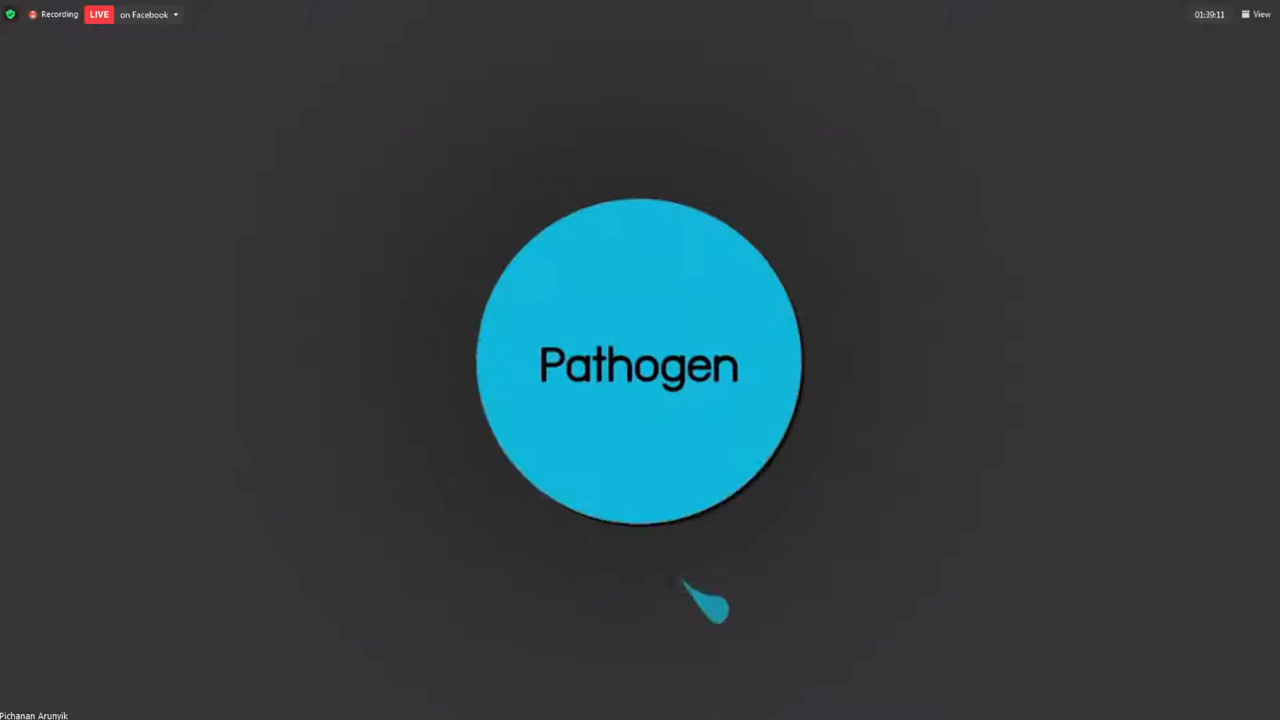 Recording
LIVE on Facebook
01:39:11
View
Pathogen
Pichanan Arunyik